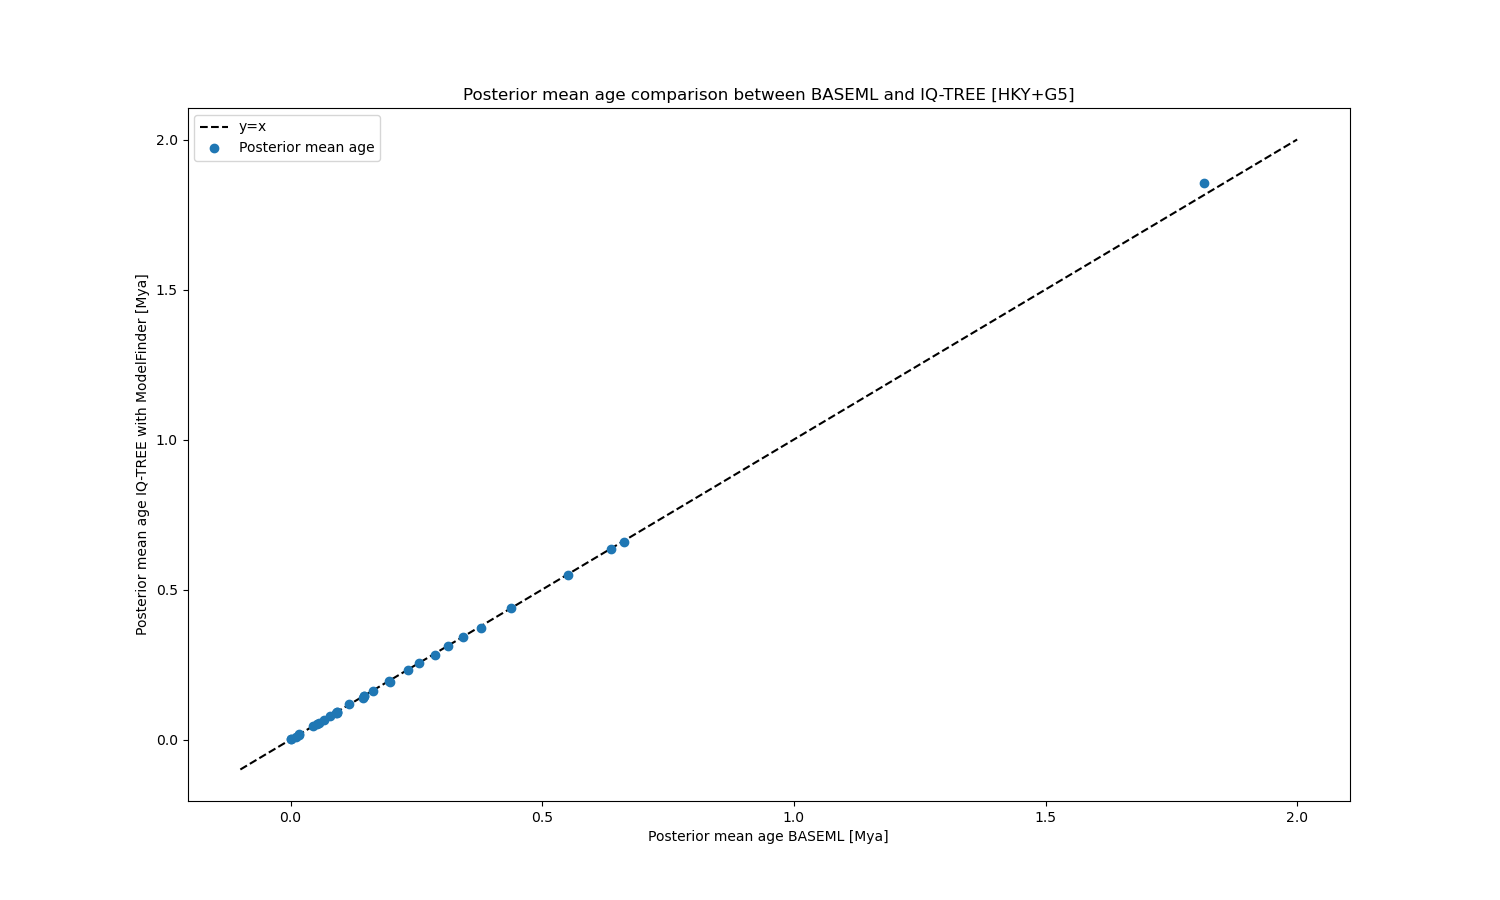 Posterior mean age comparison between BASEML and IQ-TREE [HKY+G5]
y=x
Posterior mean age
Posterior mean age IQ-TREE with ModelFinder [Mya]
2.0
1.5
1.0
0.5
0.0
0.0 0.5 1.0 1.5 2.0
Posterior mean age BASEML [Mya]